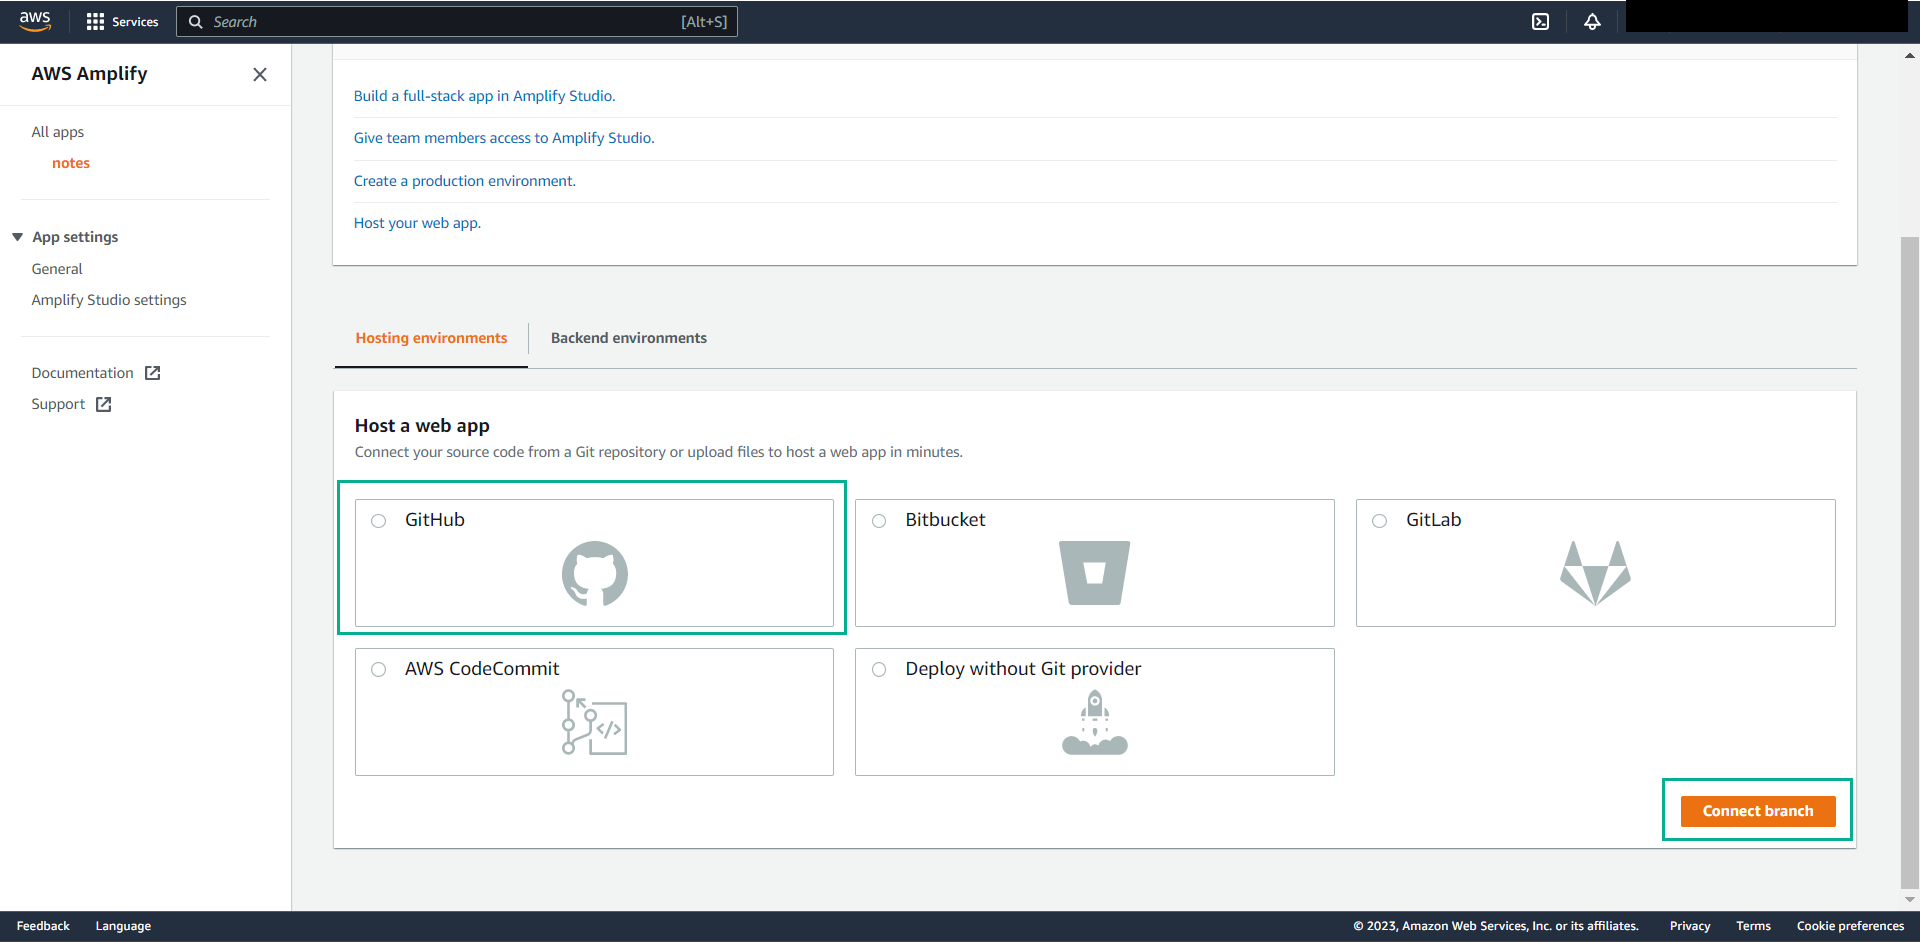 aws
Services
Search [Alt+S]
AWS Amplify
All apps
notes
App settings
General
Amplify Studio settings
Documentation
Support
Build a full-stack app in Amplify Studio.
Give team members access to Amplify Studio.
Create a production environment.
Host your web app.
Hosting environments
Backend environments
Host a web app
Connect your source code from a Git repository or upload files to host a web app in minutes.
GitHub
Bitbucket
GitLab
AWS CodeCommit
</>
Deploy without Git provider
Connect branch
Feedback
Language
© 2023, Amazon Web Services, Inc. or its affiliates.
Privacy
Terms
Cookie preferences